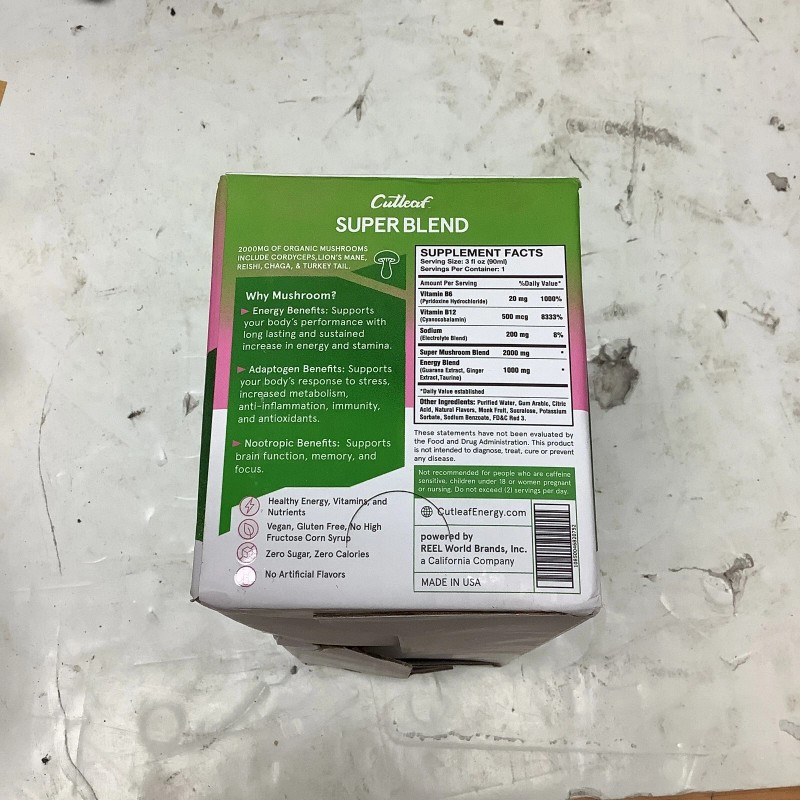 Cutleaf
SUPER BLEND
2000MG OF ORGANIC MUSHROOMS
INCLUDE CORDYCEPS,LION'S MANE,
REISHI, CHAGA, & TURKEY TAIL.
Why Mushroom?
Energy Benefits: Supports
your body's performance with
long lasting and sustained
increase in energy and stamina.
Adaptogen Benefits: Supports
your body's response to stress,
increased metabolism,
anti-inflammation, immunity,
and antioxidants.
Nootropic Benefits: Supports
brain function, memory, and
focus.
Healthy Energy, Vitamins, and
Nutrients
Vegan, Gluten Free, No High
Fructose Corn Syrup
Zero Sugar, Zero Calories
No Artificial Flavors
SUPPLEMENT FACTS
Serving Size: 3 fl oz (90ml)
Servings Per Container: 1
Amount Per Serving %Daily Value*
Vitamin B6
(Pyridoxine Hydrochloride) 20 mg 1000%
Vitamin B12
(Cyanocobalamin) 500 mcg 8333%
Sodium
(Electrolyte Blend) 200 mg 8%
Super Mushroom Blend 2000 mg *
Energy Blend
(Guarana Extract, Ginger
Extract,Taurine) 1000 mg *
*Daily Value established
Other Ingredients: Purified Water, Gum Arabic, Citric
Acid, Natural Flavors, Monk Fruit, Sucralose, Potassium
Sorbate, Sodium Benzoate, FD&C Red 3.
These statements have not been evaluated by
the Food and Drug Administration. This product
is not intended to diagnose, treat, cure or prevent
any disease.
Not recommended for people who are caffeine
sensitive, children under 18 or women pregnant
or nursing. Do not exceed (2) servings per day.
CutleafEnergy.com
powered by
REEL World Brands, Inc.
a California Company
MADE IN USA